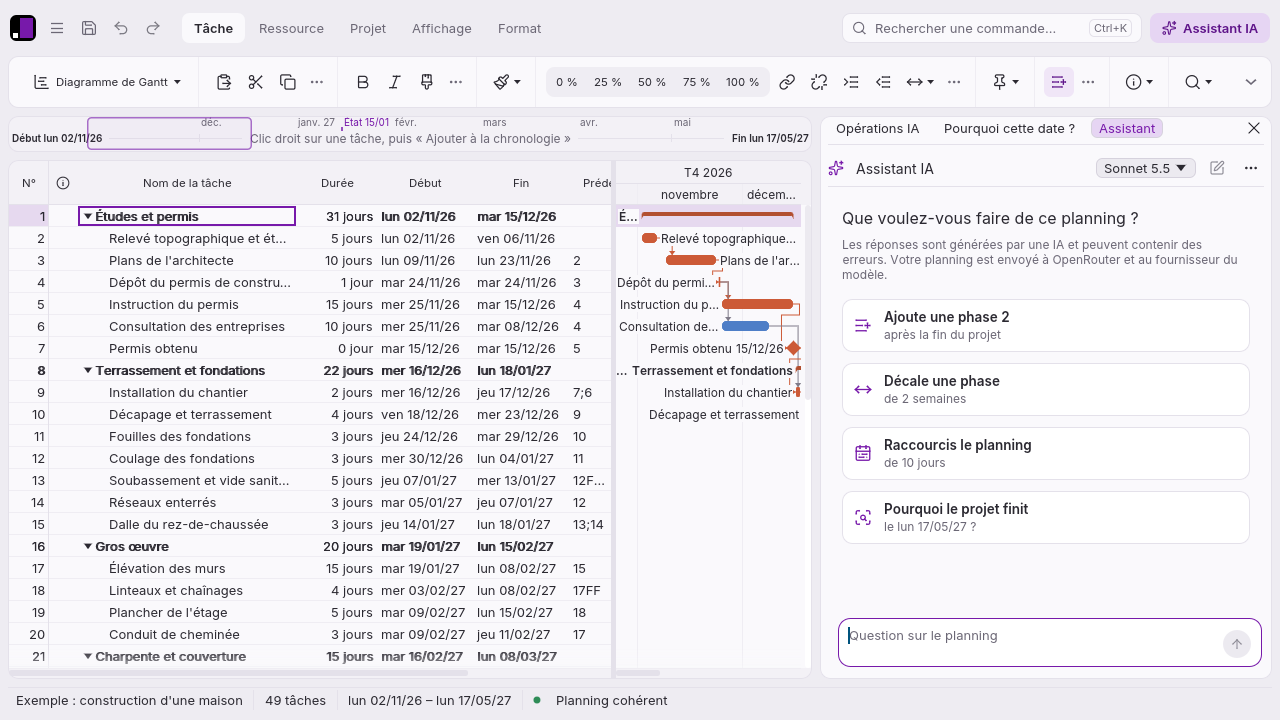 Tâche Ressource Projet Affichage Format Rechercher une commande... Ctrl+K Assistant IA
Diagramme de Gantt 0 % 25 % 50 % 75 % 100 %
déc. janv. 27 État 15/01 févr. mars avr. mai
Début lun 02/11/26 Clic droit sur une tâche, puis « Ajouter à la chronologie » Fin lun 17/05/27
N° Nom de la tâche Durée Début Fin Préde
1 Études et permis 31 jours lun 02/11/26 mar 15/12/26
2 Relevé topographique et ét... 5 jours lun 02/11/26 ven 06/11/26
3 Plans de l'architecte 10 jours lun 09/11/26 lun 23/11/26 2
4 Dépôt du permis de constru... 1 jour mar 24/11/26 mar 24/11/26 3
5 Instruction du permis 15 jours mer 25/11/26 mar 15/12/26 4
6 Consultation des entreprises 10 jours mer 25/11/26 mar 08/12/26 4
7 Permis obtenu 0 jour mar 15/12/26 mar 15/12/26 5
8 Terrassement et fondations 22 jours mer 16/12/26 lun 18/01/27
9 Installation du chantier 2 jours mer 16/12/26 jeu 17/12/26 7;6
10 Décapage et terrassement 4 jours ven 18/12/26 mer 23/12/26 9
11 Fouilles des fondations 3 jours jeu 24/12/26 mar 29/12/26 10
12 Coulage des fondations 3 jours mer 30/12/26 lun 04/01/27 11
13 Soubassement et vide sanit... 5 jours jeu 07/01/27 mer 13/01/27 12F...
14 Réseaux enterrés 3 jours mar 05/01/27 jeu 07/01/27 12
15 Dalle du rez-de-chaussée 3 jours jeu 14/01/27 lun 18/01/27 13;14
16 Gros œuvre 20 jours mar 19/01/27 lun 15/02/27
17 Élévation des murs 15 jours mar 19/01/27 lun 08/02/27 15
18 Linteaux et chaînages 4 jours mer 03/02/27 lun 08/02/27 17FF
19 Plancher de l'étage 5 jours mar 09/02/27 lun 15/02/27 18
20 Conduit de cheminée 3 jours mar 09/02/27 jeu 11/02/27 17
21 Charpente et couverture 15 jours mar 16/02/27 lun 08/03/27
T4 2026
novembre décem...
É...
Relevé topographique...
Plans de l'ar...
Dépôt du permi...
Instruction du p...
Consultation de...
Permis obtenu 15/12/26
... Terrassement et fondations
Installation du chantier
Décapage et terrassement
Opérations IA Pourquoi cette date ? Assistant
Assistant IA Sonnet 5.5
Que voulez-vous faire de ce planning ?
Les réponses sont générées par une IA et peuvent contenir des
erreurs. Votre planning est envoyé à OpenRouter et au fournisseur du
modèle.
Ajoute une phase 2
après la fin du projet
Décale une phase
de 2 semaines
Raccourcis le planning
de 10 jours
Pourquoi le projet finit
le lun 17/05/27 ?
Question sur le planning
Exemple : construction d'une maison 49 tâches lun 02/11/26 – lun 17/05/27 Planning cohérent